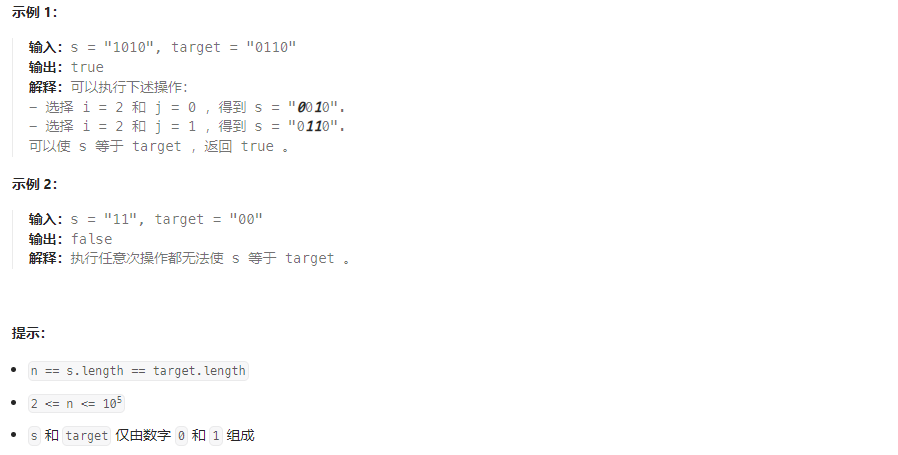 示例 1：
输入：s = "1010", target = "0110"
输出：true
解释：可以执行下述操作：
- 选择 i = 2 和 j = 0 ，得到 s = "0010".
- 选择 i = 2 和 j = 1 ，得到 s = "0110".
可以使 s 等于 target ，返回 true 。
示例 2：
输入：s = "11", target = "00"
输出：false
解释：执行任意次操作都无法使 s 等于 target 。
提示：
• n == s.length == target.length
• 2 <= n <= 10⁵
• s 和 target 仅由数字 0 和 1 组成